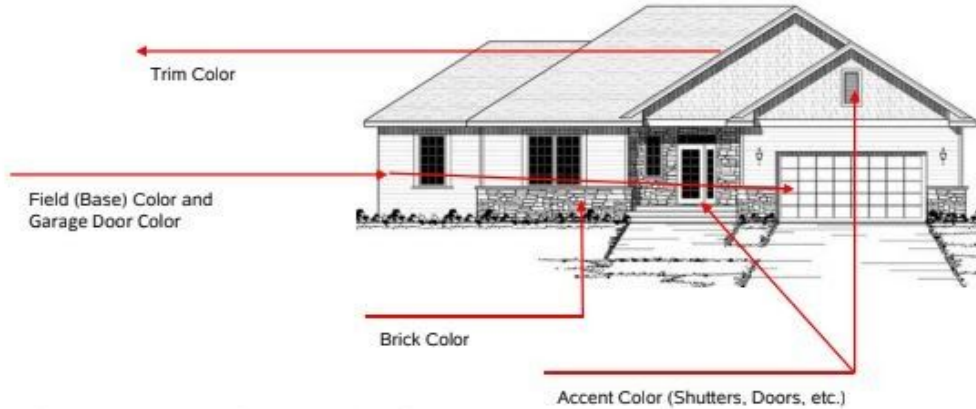 Trim Color
Field (Base) Color and
Garage Door Color
Brick Color
Accent Color (Shutters, Doors, etc.)